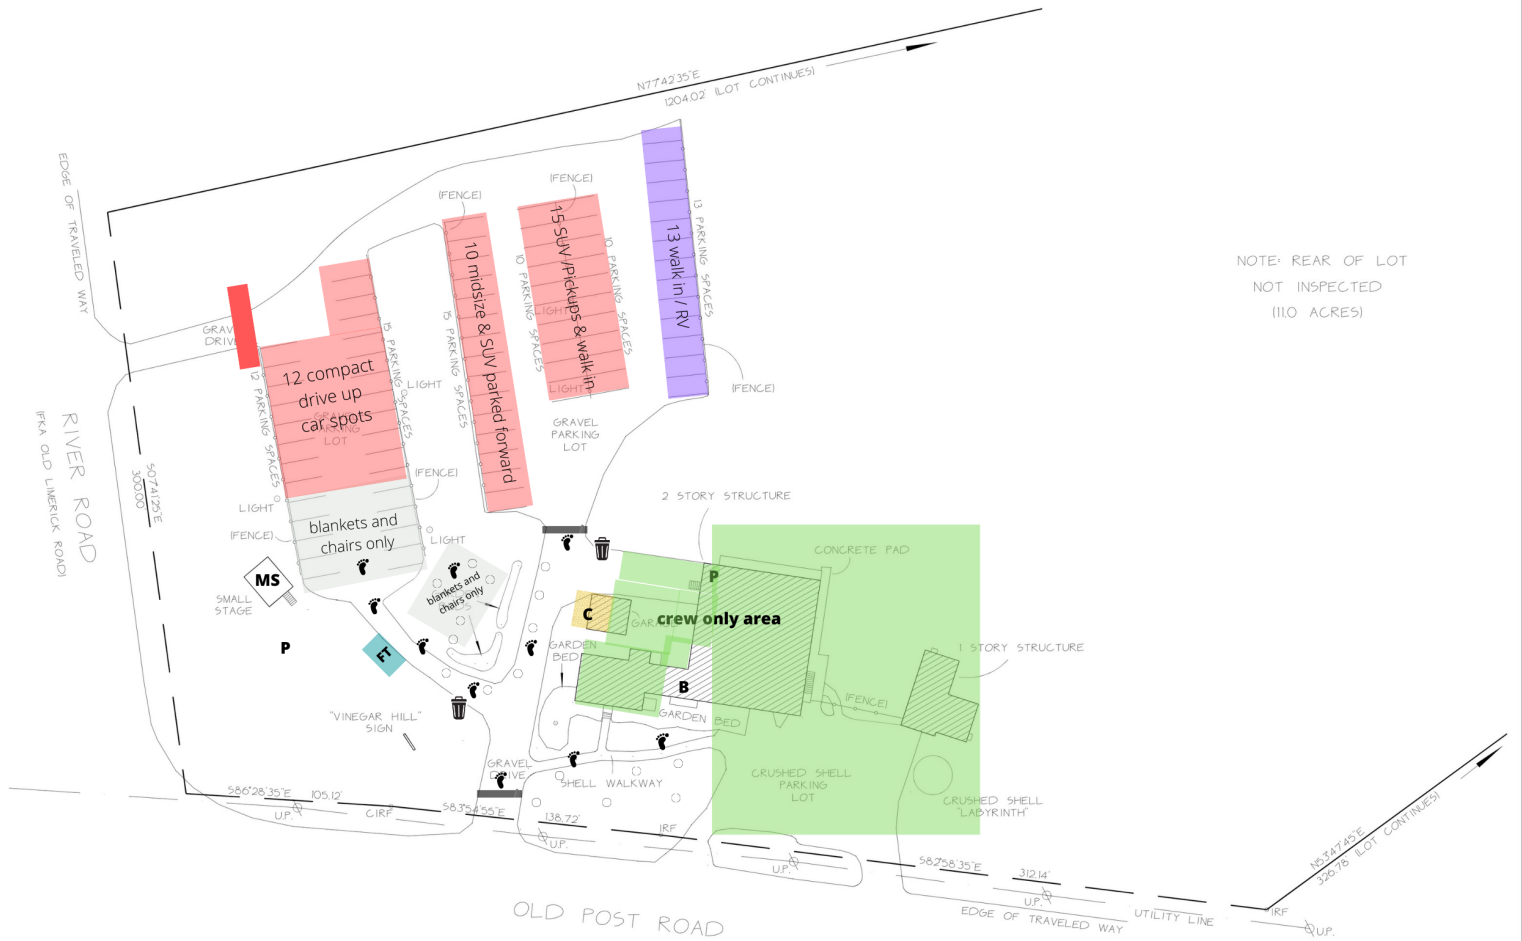 N77°42'35"E
1204.02' (LOT CONTINUES)
EDGE OF TRAVELED WAY
(FENCE)
(FENCE)
13 PARKING SPACES
13 walk in / RV
15 SUV /Pickups & walk in
10 PARKING SPACES
10 PARKING SPACES
LIGHT
LIGHT
10 midsize & SUV parked forward
15 PARKING SPACES
NOTE: REAR OF LOT
NOT INSPECTED
(11.0 ACRES)
GRAVEL
DRIVE
12 compact
drive up
car spots
GRAVEL
PARKING
LOT
12 PARKING SPACES
15 PARKING SPACES
LIGHT
(FENCE)
GRAVEL
PARKING
LOT
RIVER ROAD
(FKA OLD LIMERICK ROAD)
S07°41'25"E
300.00'
(FENCE)
LIGHT
(FENCE)
blankets and
chairs only
LIGHT
2 STORY STRUCTURE
CONCRETE PAD
MS
SMALL
STAGE
blankets and
chairs only
P
C
GARAGE
crew only area
P
FT
GARDEN
BED
1 STORY STRUCTURE
B
(FENCE)
GARDEN BED
"VINEGAR HILL"
SIGN
GRAVEL
DRIVE
SHELL WALKWAY
CRUSHED SHELL
PARKING
LOT
CRUSHED SHELL
"LABYRINTH"
S86°28'35"E
105.12'
U.P.
CIRF
S83°54'55"E
138.72'
U.P.
IRF
U.P.
S82°58'35"E
312.14'
U.P.
N53°47'45"E
326.78' (LOT CONTINUES)
IRF
U.P.
UTILITY LINE
EDGE OF TRAVELED WAY
OLD POST ROAD